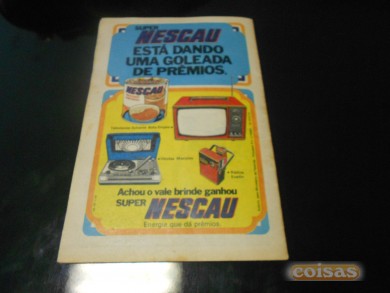 SUPER
NESCAU
ESTÁ DANDO
UMA GOLEADA
DE PRÊMIOS.
NESCAU
Achou o vale brinde ganhou
SUPER NESCAU
Energia que dá prêmios.
coisas